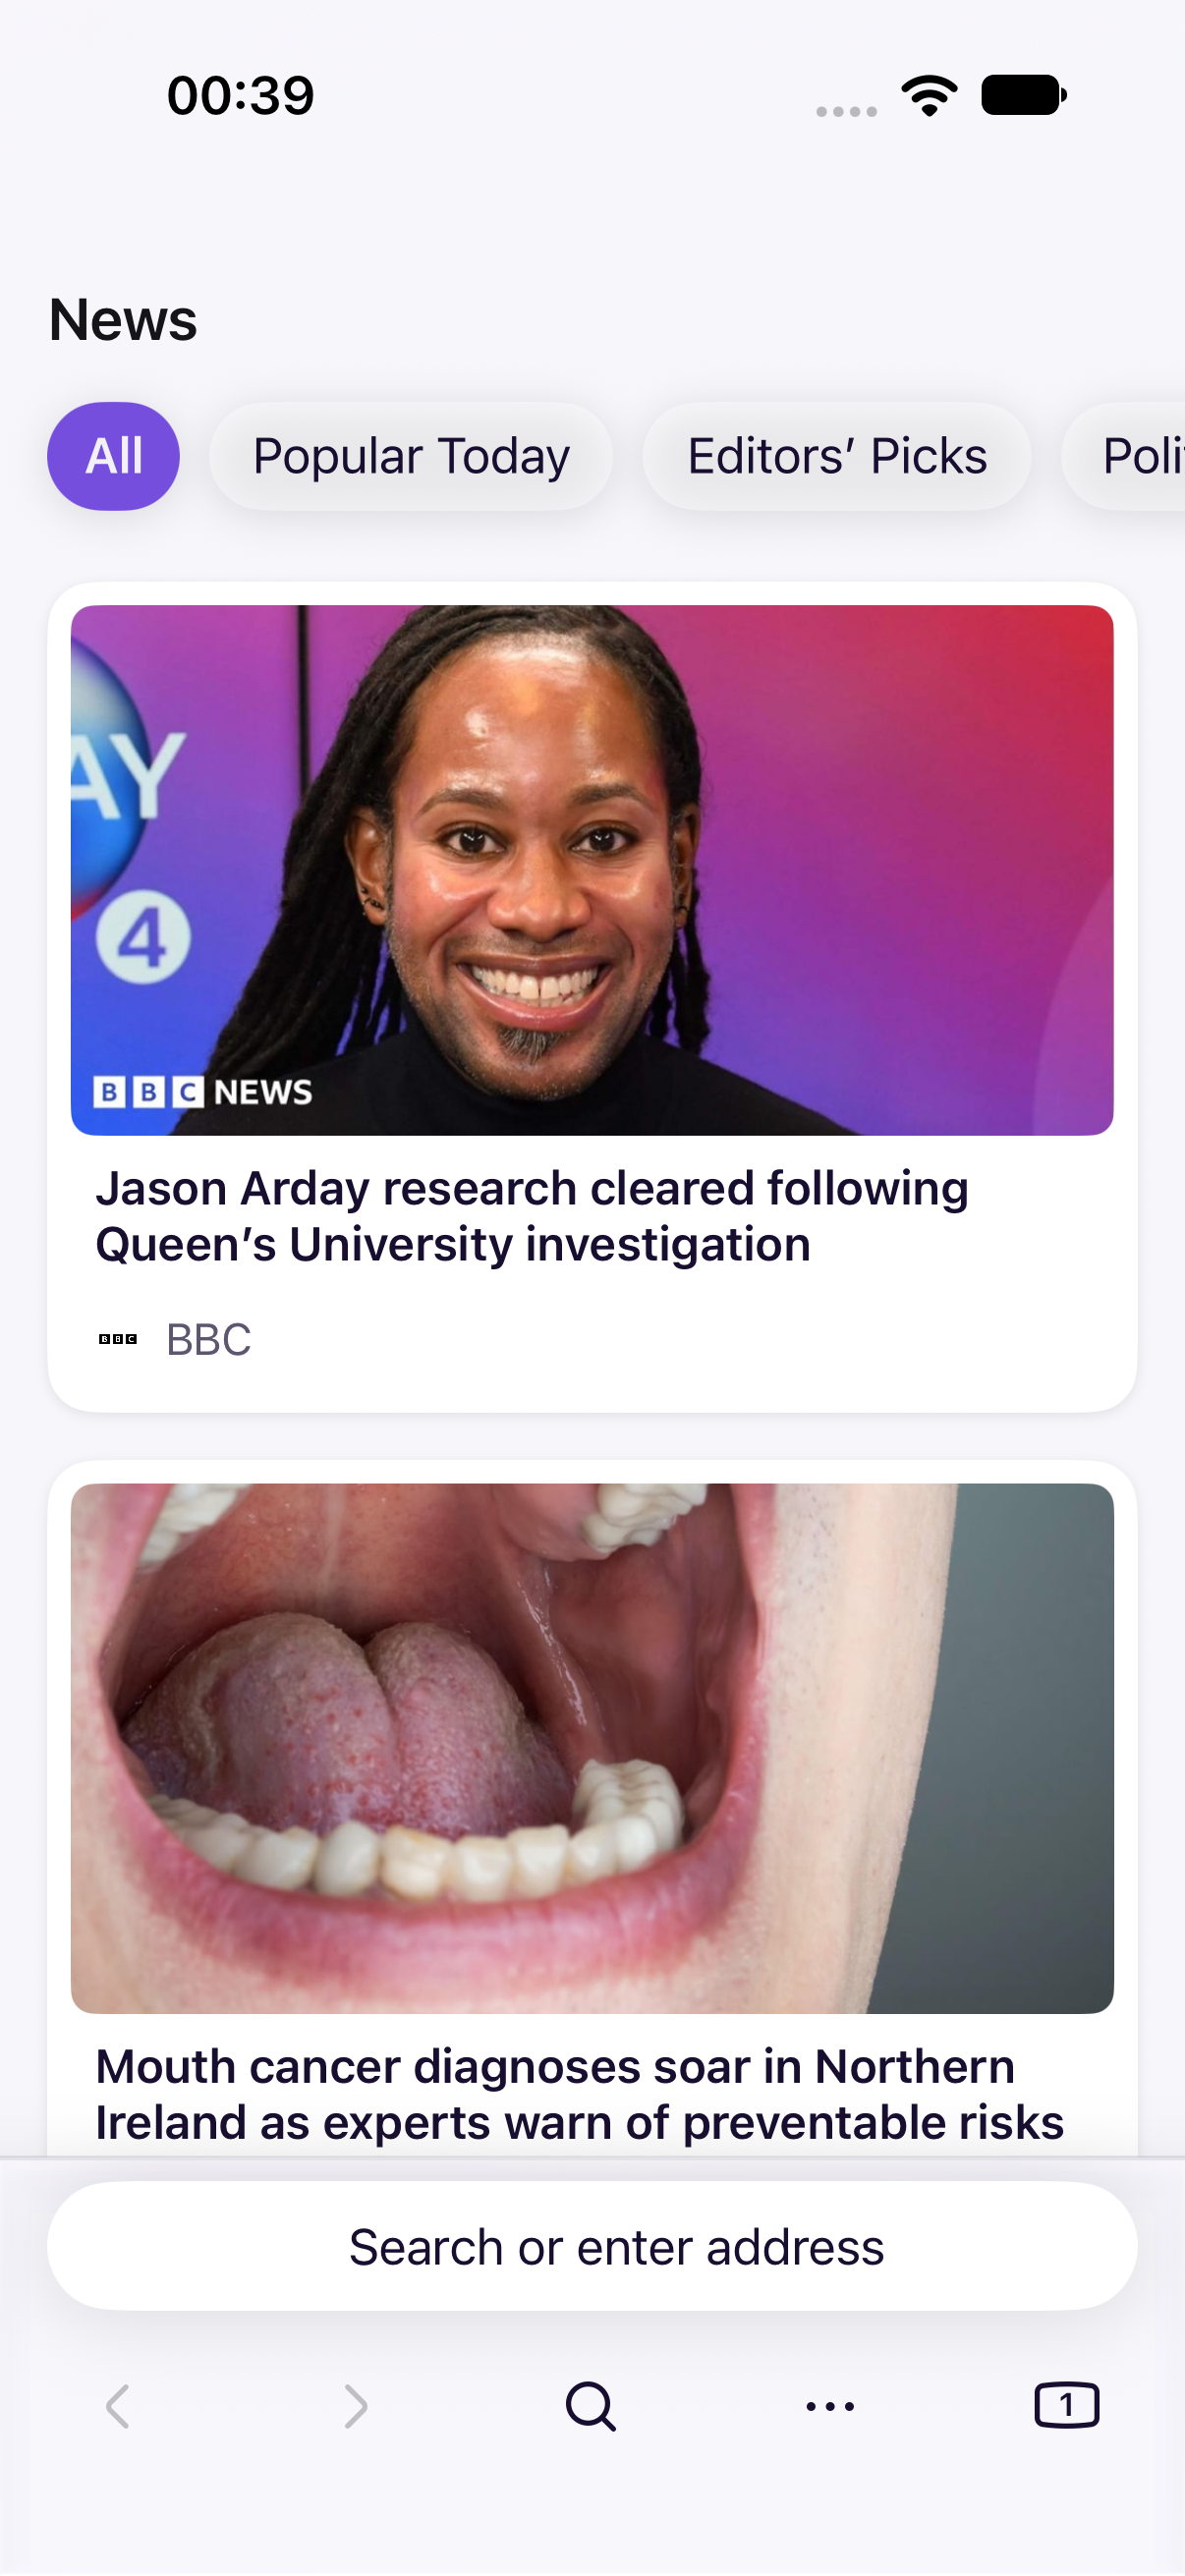 00:39
News
All
Popular Today
Editors’ Picks
AY
4
BBC NEWS
Jason Arday research cleared following
Queen’s University investigation
BBC BBC
Mouth cancer diagnoses soar in Northern
Ireland as experts warn of preventable risks
Search or enter address
1